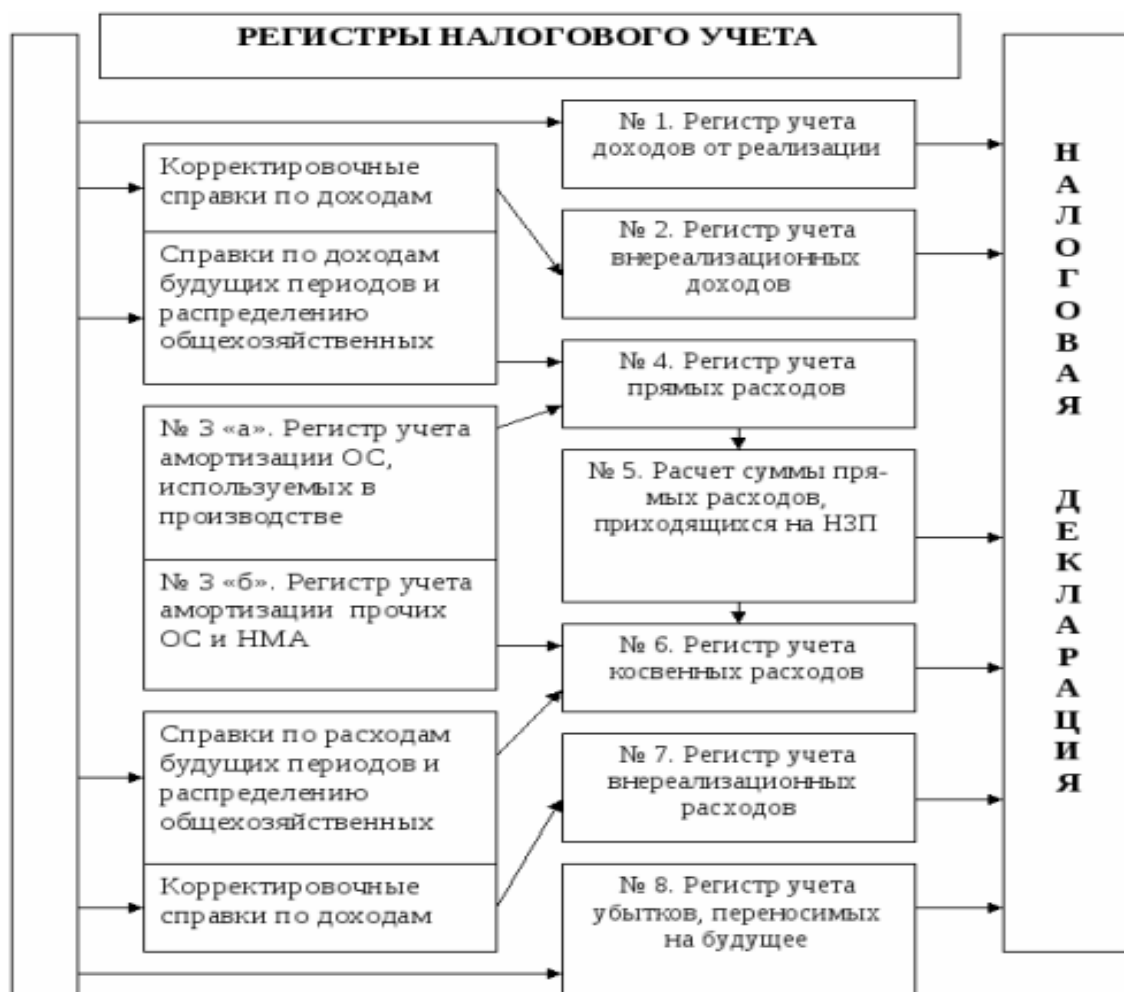 РЕГИСТРЫ НАЛОГОВОГО УЧЕТА
Корректировочные
справки по доходам
Справки по доходам
будущих периодов и
распределению
общехозяйственных
№ 3 «а». Регистр учета
амортизации ОС,
используемых в
производстве
№ 3 «б». Регистр учета
амортизации прочих
ОС и НМА
Справки по расходам
будущих периодов и
распределению
общехозяйственных
Корректировочные
справки по доходам
№ 1. Регистр учета
доходов от реализации
№ 2. Регистр учета
внереализационных
доходов
№ 4. Регистр учета
прямых расходов
№ 5. Расчет суммы пря-
мых расходов,
приходящихся на НЗП
№ 6. Регистр учета
косвенных расходов
№ 7. Регистр учета
внереализационных
расходов
№ 8. Регистр учета
убытков, переносимых
на будущее
НАЛОГОВАЯ
ДЕКЛАРАЦИЯ